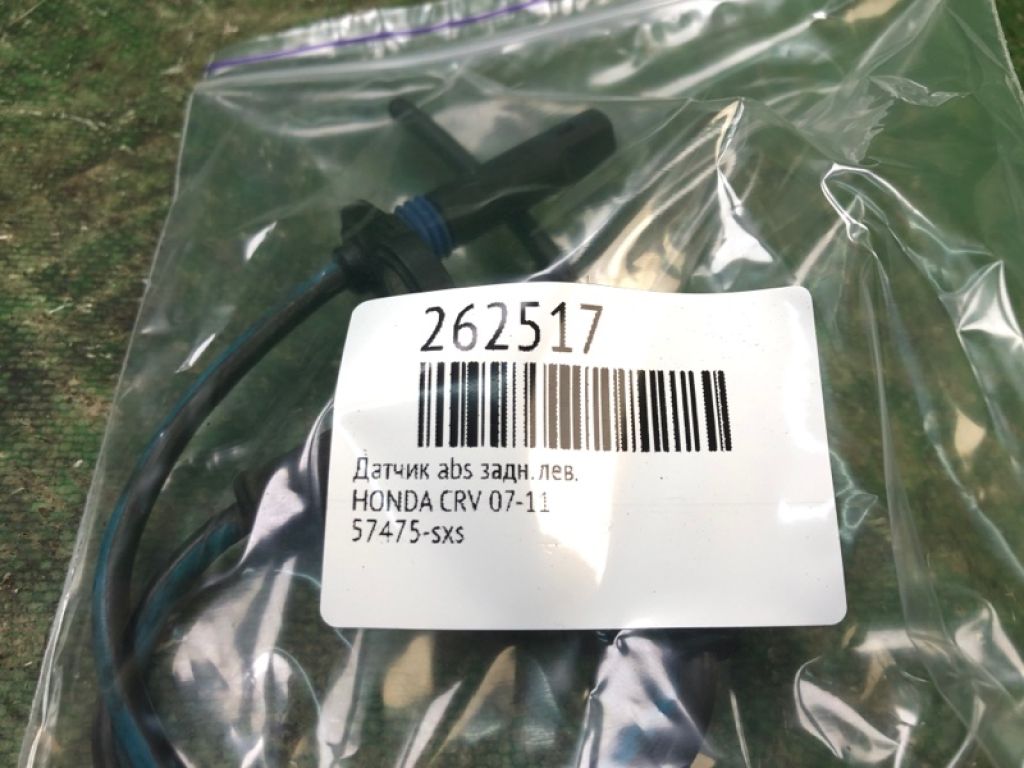 262517
Датчик abs задн.лев.
HONDA CRV 07-11
57475-sxs